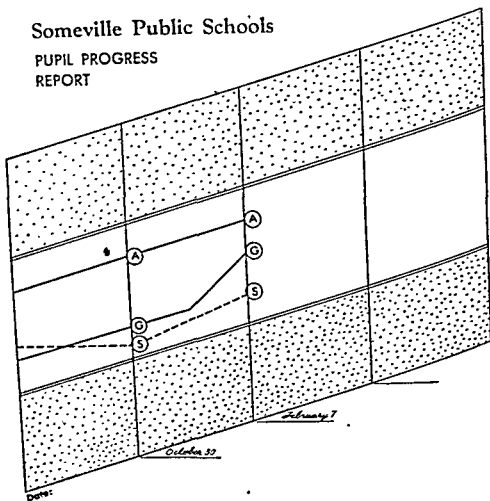 Someville Public Schools
PUPIL PROGRESS
REPORT
A
A
G
G
S
S
February 7
October 30
Date: